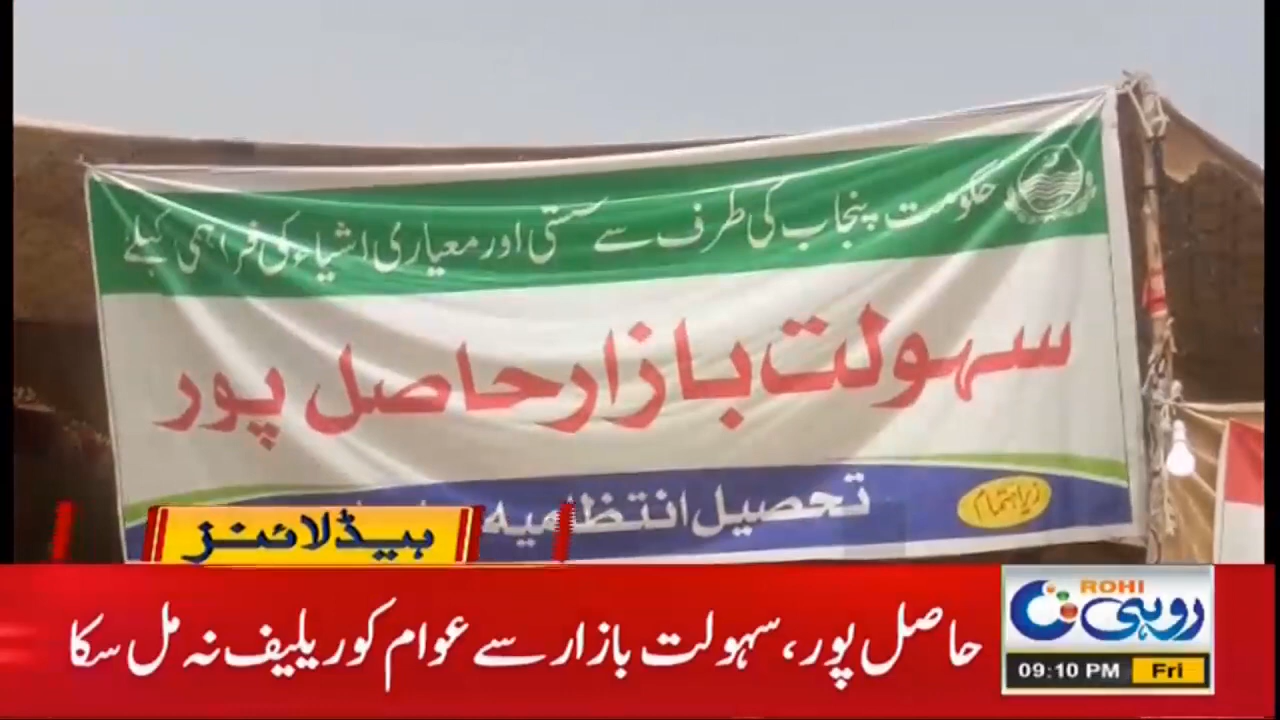 حکومت پنجاب کی طرف سے سستی اور معیاری اشیاء کی فراہمی کیلئے
سہولت بازار حاصل پور
زیر اہتمام
تحصیل انتظامیہ
ہیڈلائنز
حاصل پور، سہولت بازار سے عوام کو ریلیف نہ مل سکا
ROHI
روہی
09:10 PM Fri